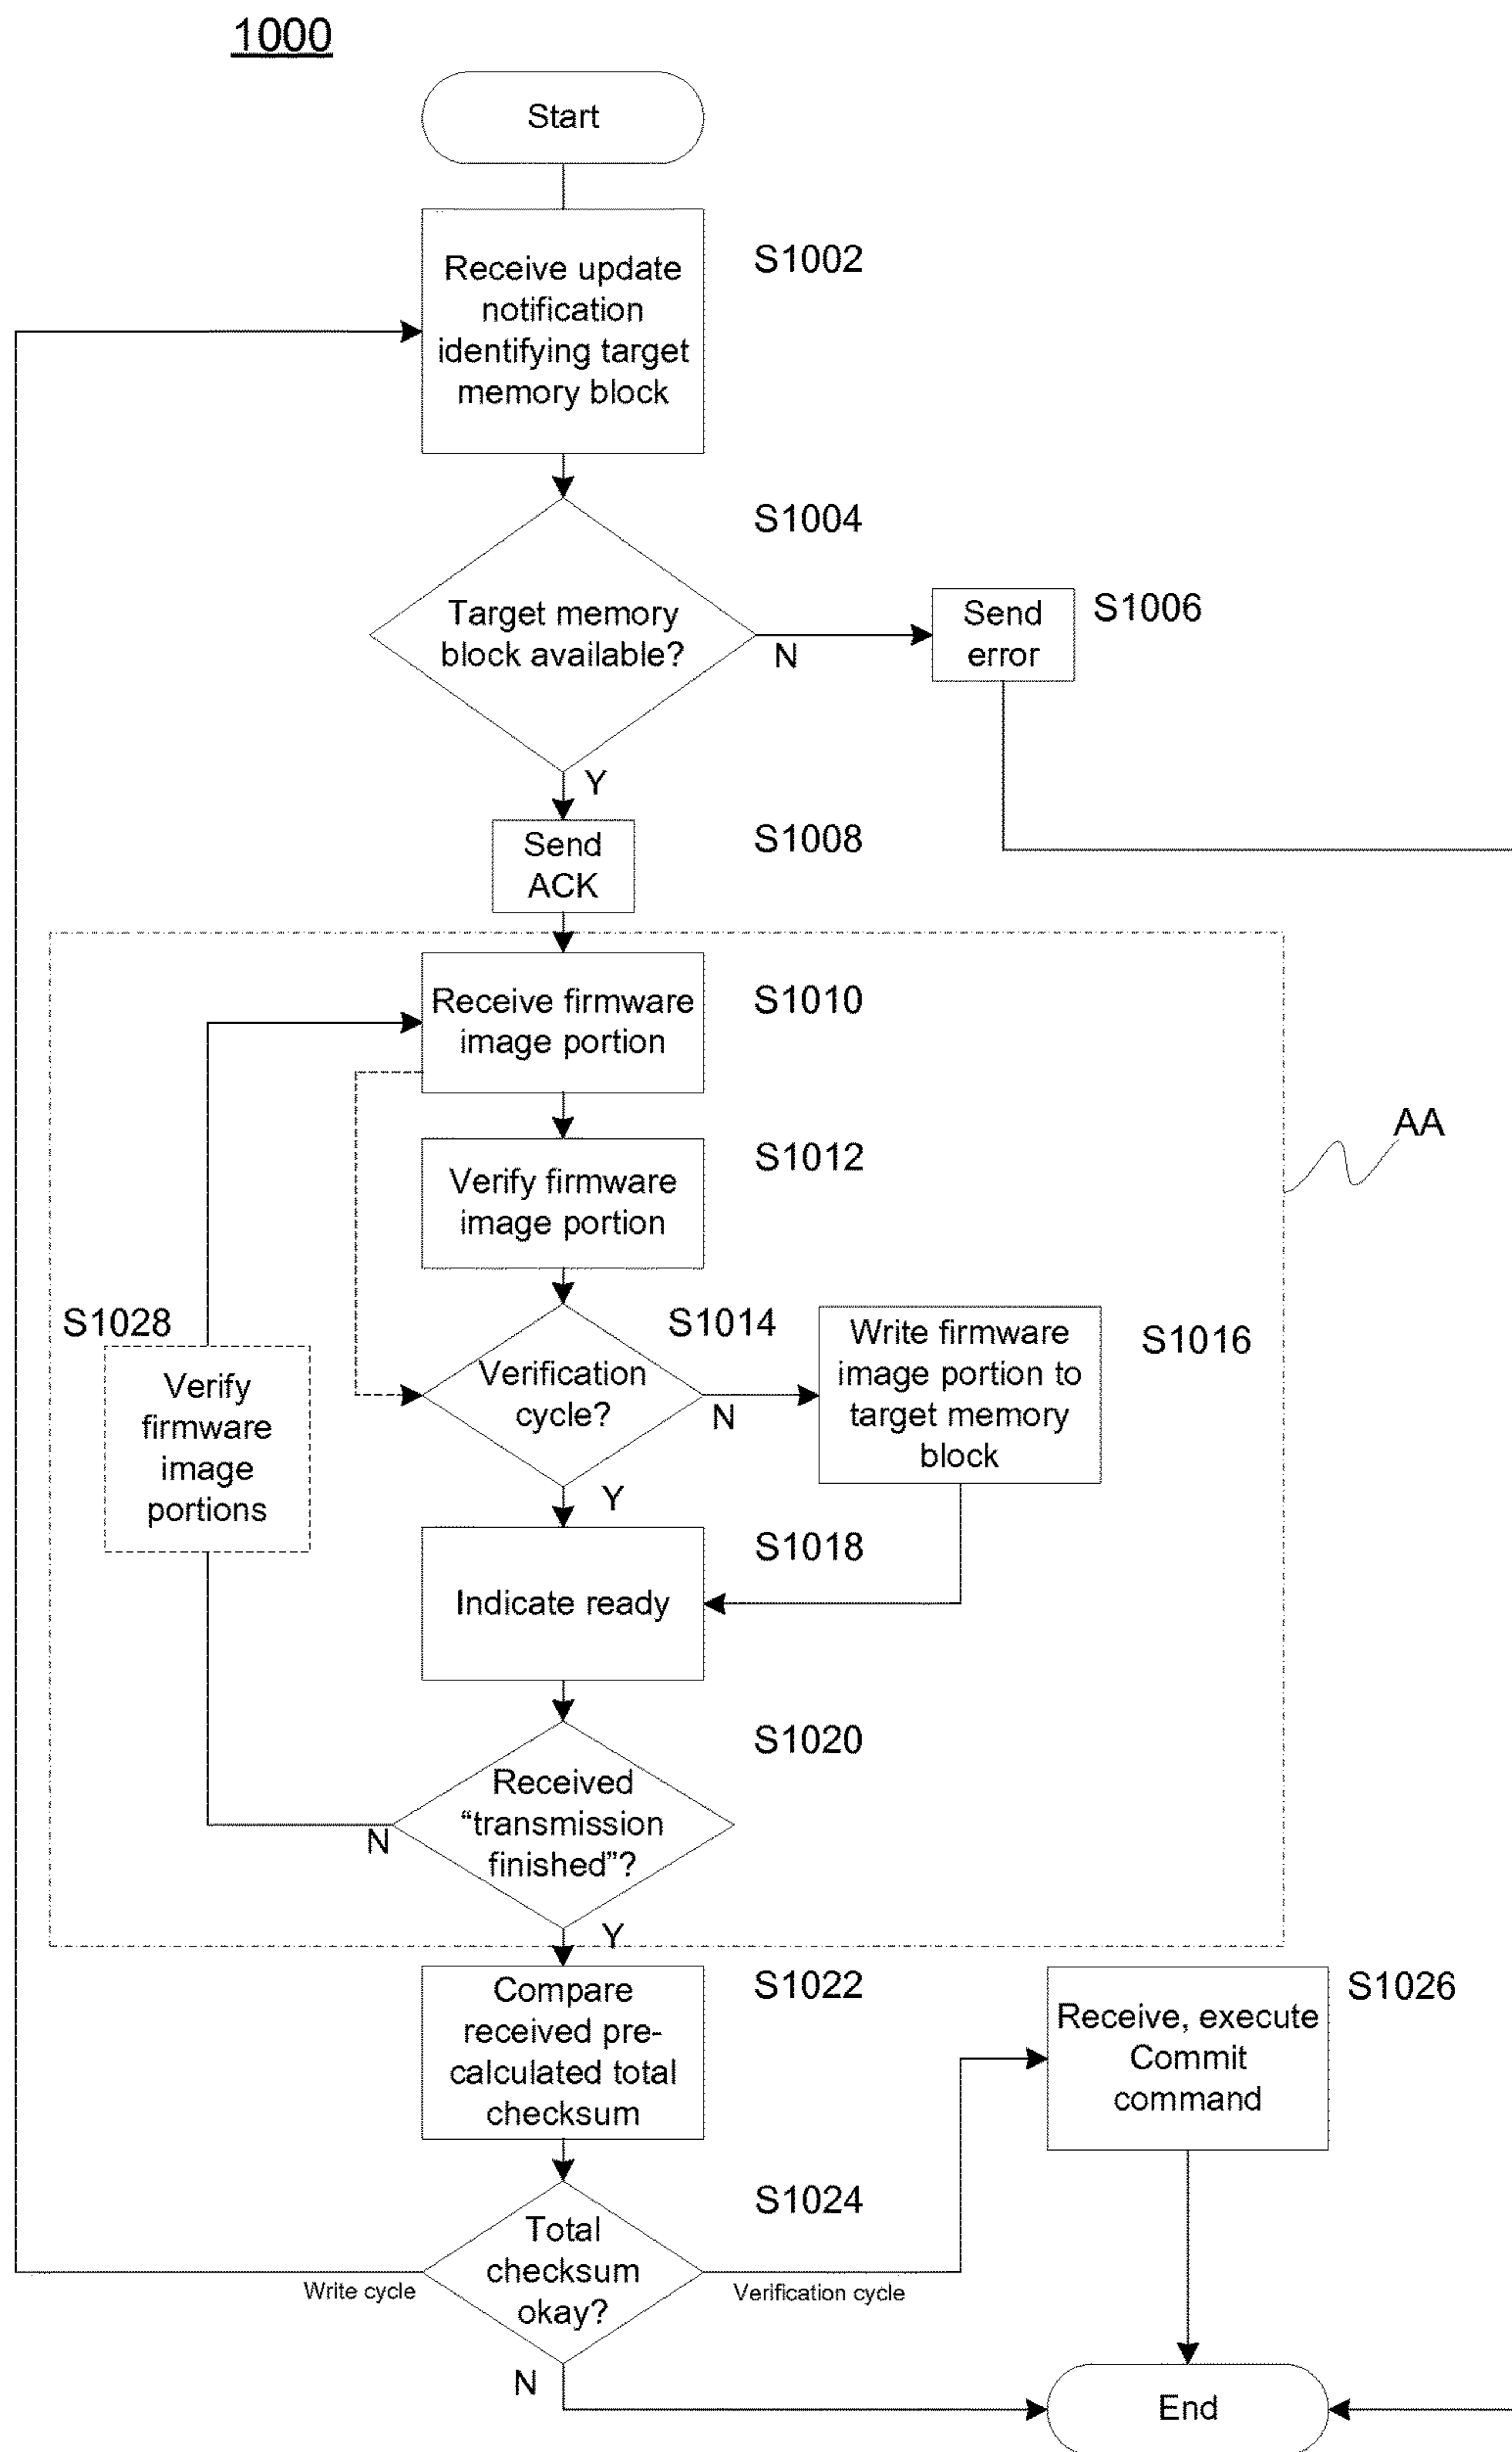 1000
Start
Receive update
notification
identifying target
memory block
S1002
S1004
Target memory
block available?
N
Send
error
S1006
Y
Send
ACK
S1008
Receive firmware
image portion
S1010
AA
Verify firmware
image portion
S1012
S1028
Verify
firmware
image
portions
Verification
cycle?
S1014
N
Write firmware
image portion to
target memory
block
S1016
Y
Indicate ready
S1018
S1020
Received
“transmission
finished”?
N
Y
Compare
received pre-
calculated total
checksum
S1022
Receive, execute
Commit
command
S1026
S1024
Total
checksum
okay?
Write cycle
Verification cycle
N
End